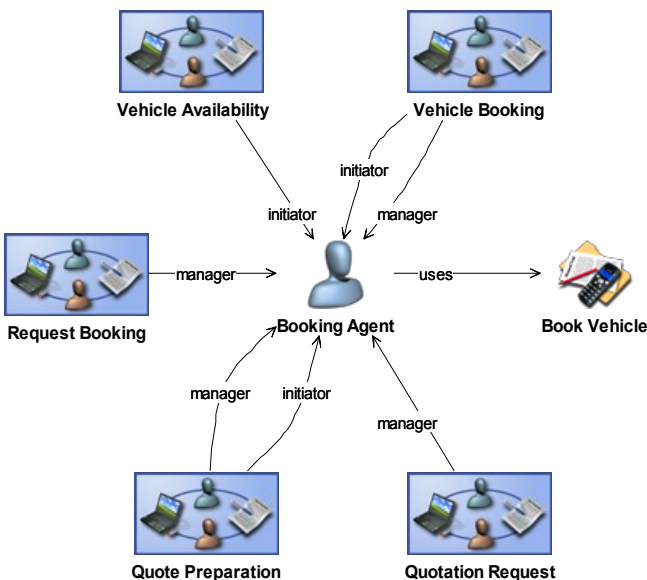 Vehicle Availability
Vehicle Booking
initiator
initiator
manager
manager
uses
Request Booking
Booking Agent
Book Vehicle
manager
initiator
manager
Quote Preparation
Quotation Request